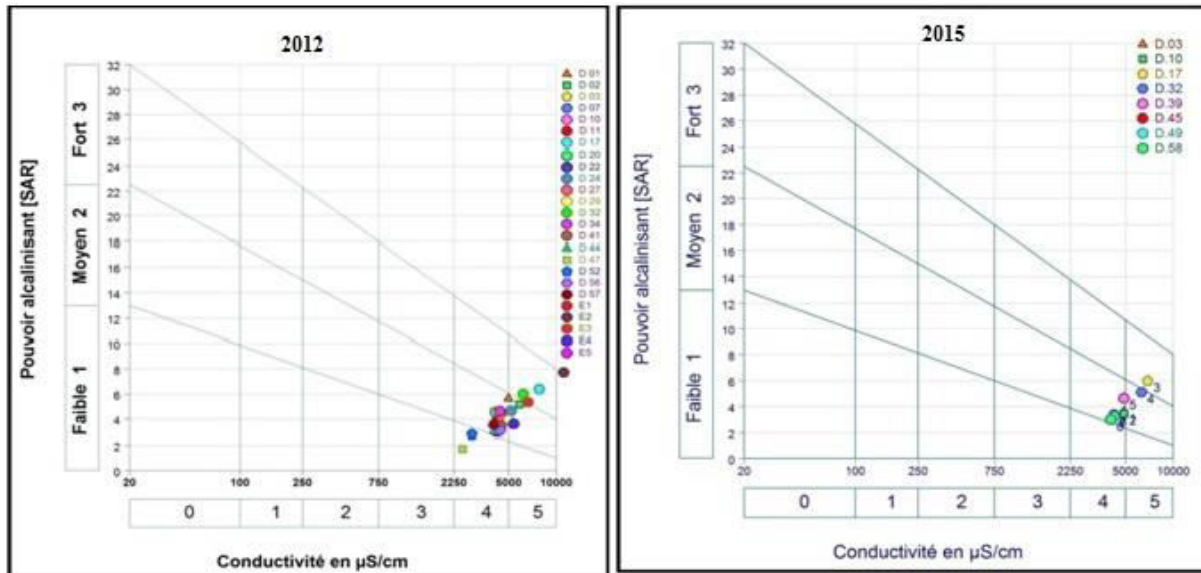 2012
Pouvoir alcalinisant [SAR]
Fort 3
Moyen 2
Faible 1
32
30
28
26
24
22
20
18
16
14
12
10
8
6
4
2
0
20 100 250 750 2250 5000 10000
0 1 2 3 4 5
Conductivité en µS/cm
D 01
D 02
D 03
D 07
D 10
D 11
D 17
D 20
D 22
D 24
D 27
D 29
D 32
D 34
D 41
D 44
D 47
D 52
D 56
D 57
E1
E2
E3
E4
E5
2015
Pouvoir alcalinisant [SAR]
Fort 3
Moyen 2
Faible 1
32
30
28
26
24
22
20
18
16
14
12
10
8
6
4
2
0
3
4
5
2
20 100 250 750 2250 5000 10000
0 1 2 3 4 5
Conductivité en µS/cm
D.03
D.10
D.17
D.32
D.39
D.45
D.49
D.58